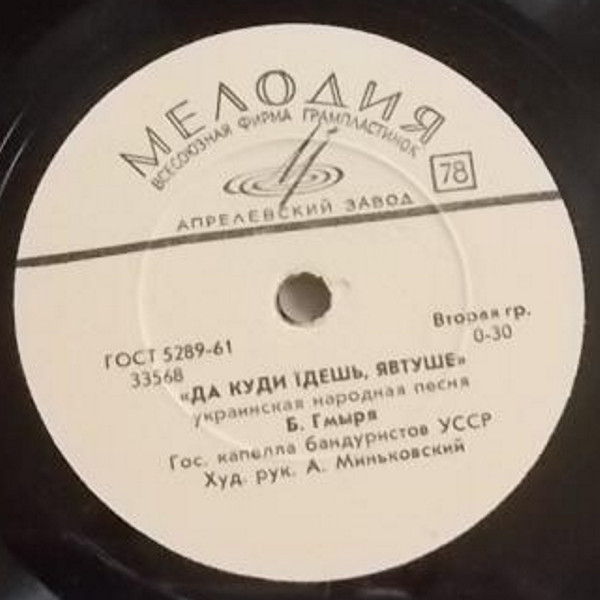 МЕЛОДИЯ
ВСЕСОЮЗНАЯ ФИРМА ГРАМПЛАСТИНОК
78
АПРЕЛЕВСКИЙ ЗАВОД
ГОСТ 5289-61
Вторая гр.
33568
0-30
«ДА КУДИ ЇДЕШЬ, ЯВТУШЕ»
украинская народная песня
Б. Гмыря
Гос. капелла бандуристов УССР
Худ. рук. А. Миньковский